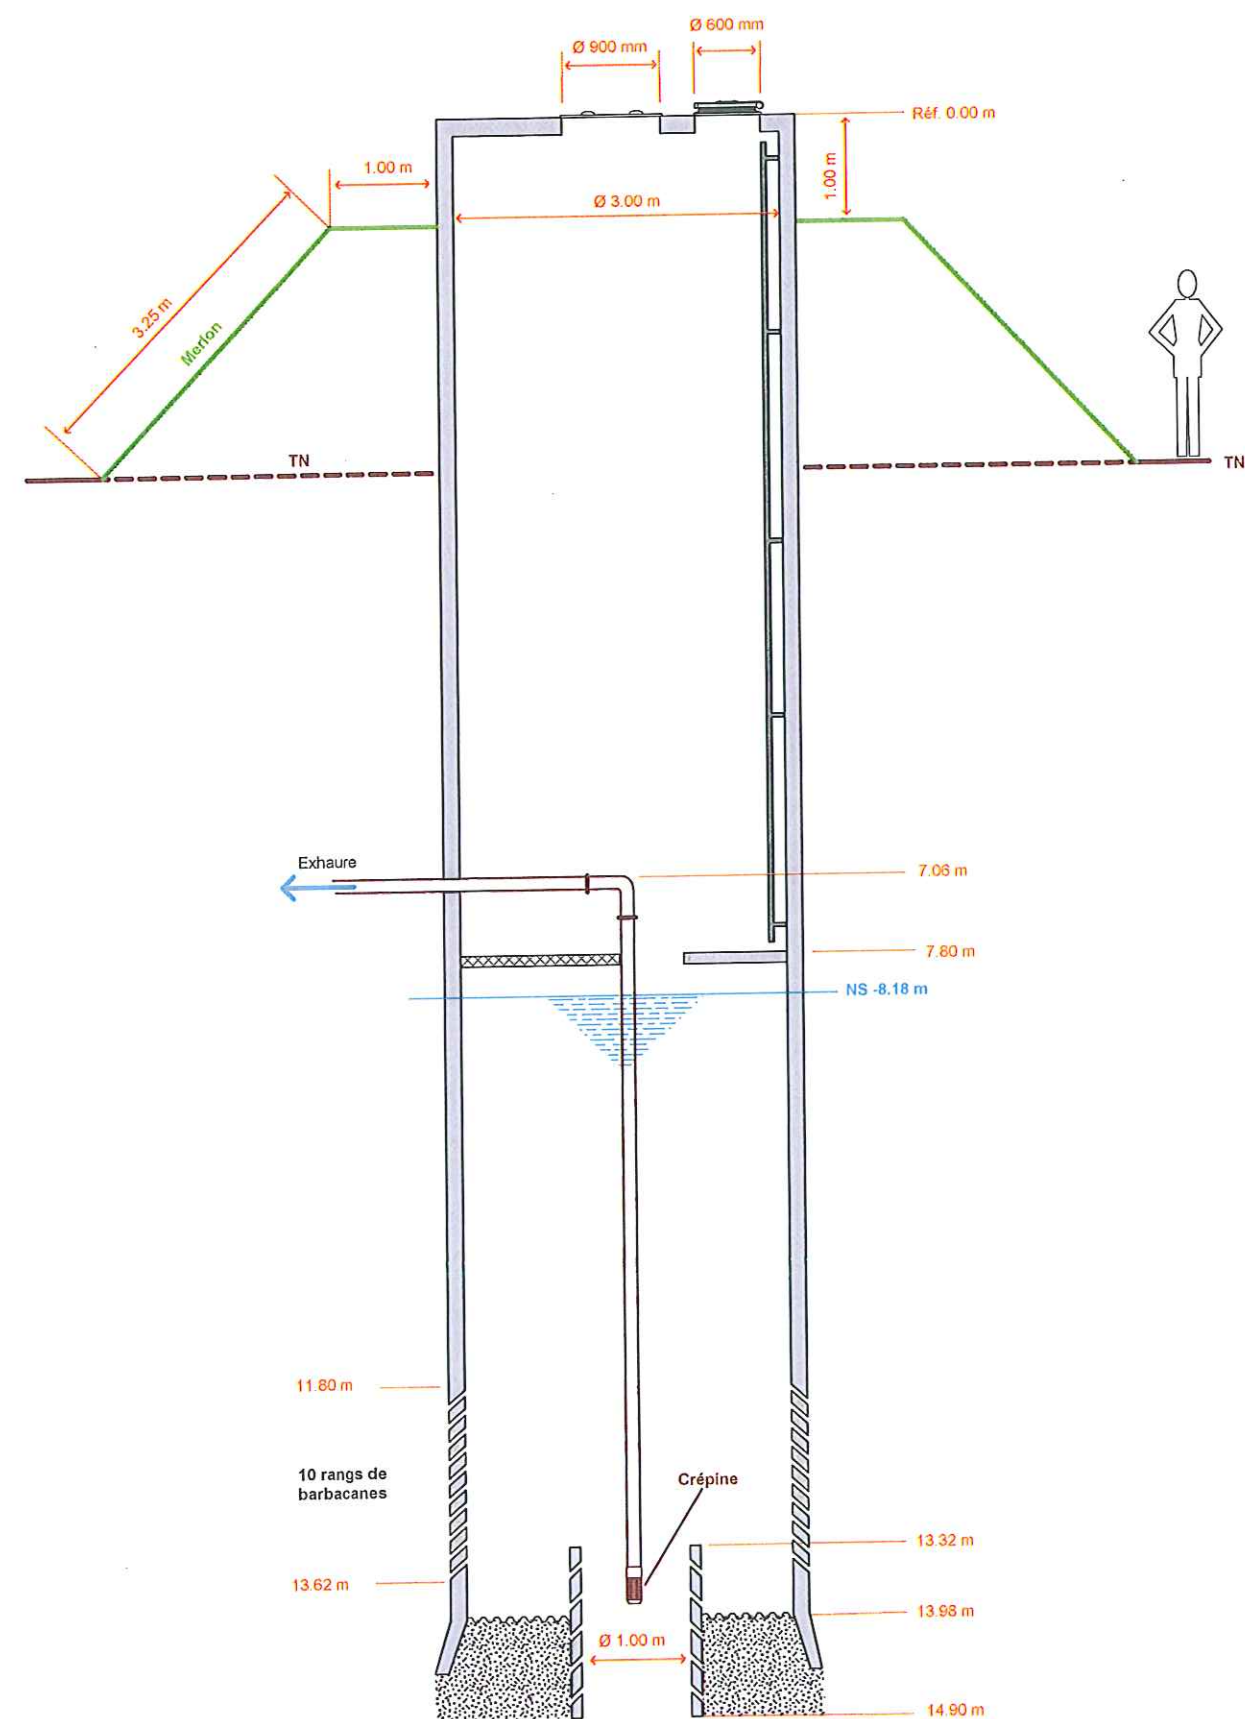 Ø 600 mm
Ø 900 mm
Réf. 0.00 m
1.00 m
1.00 m
Ø 3.00 m
3.25 m
Merlon
TN
TN
Exhaure
7.06 m
7.80 m
NS -8.18 m
11.80 m
10 rangs de
barbacanes
Crépine
13.32 m
13.62 m
13.98 m
Ø 1.00 m
14.90 m